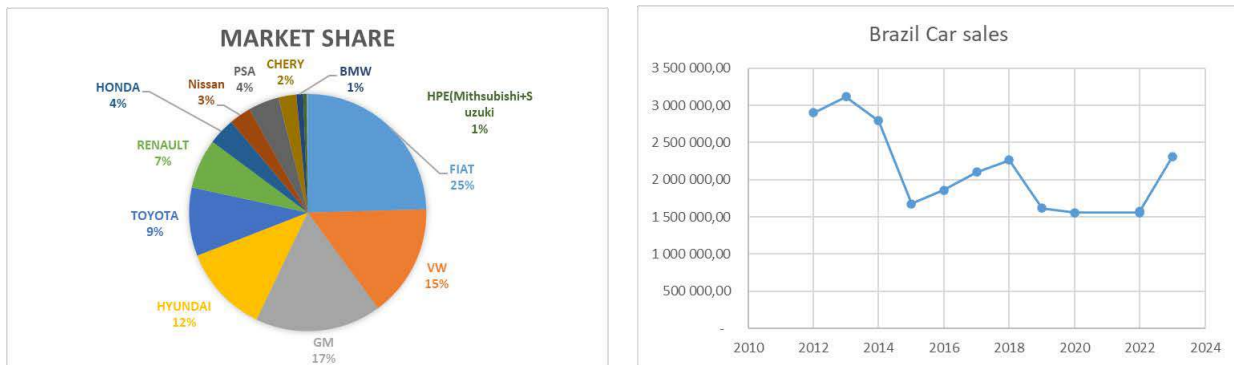 MARKET SHARE
CHERY
2%
BMW
1%
PSA
4%
Nissan
3%
HONDA
4%
HPE(Mithsubishi+S
uzuki
1%
RENAULT
7%
FIAT
25%
TOYOTA
9%
VW
15%
HYUNDAI
12%
GM
17%
Brazil Car sales
3 500 000,00
3 000 000,00
2 500 000,00
2 000 000,00
1 500 000,00
1 000 000,00
500 000,00
-
2010 2012 2014 2016 2018 2020 2022 2024